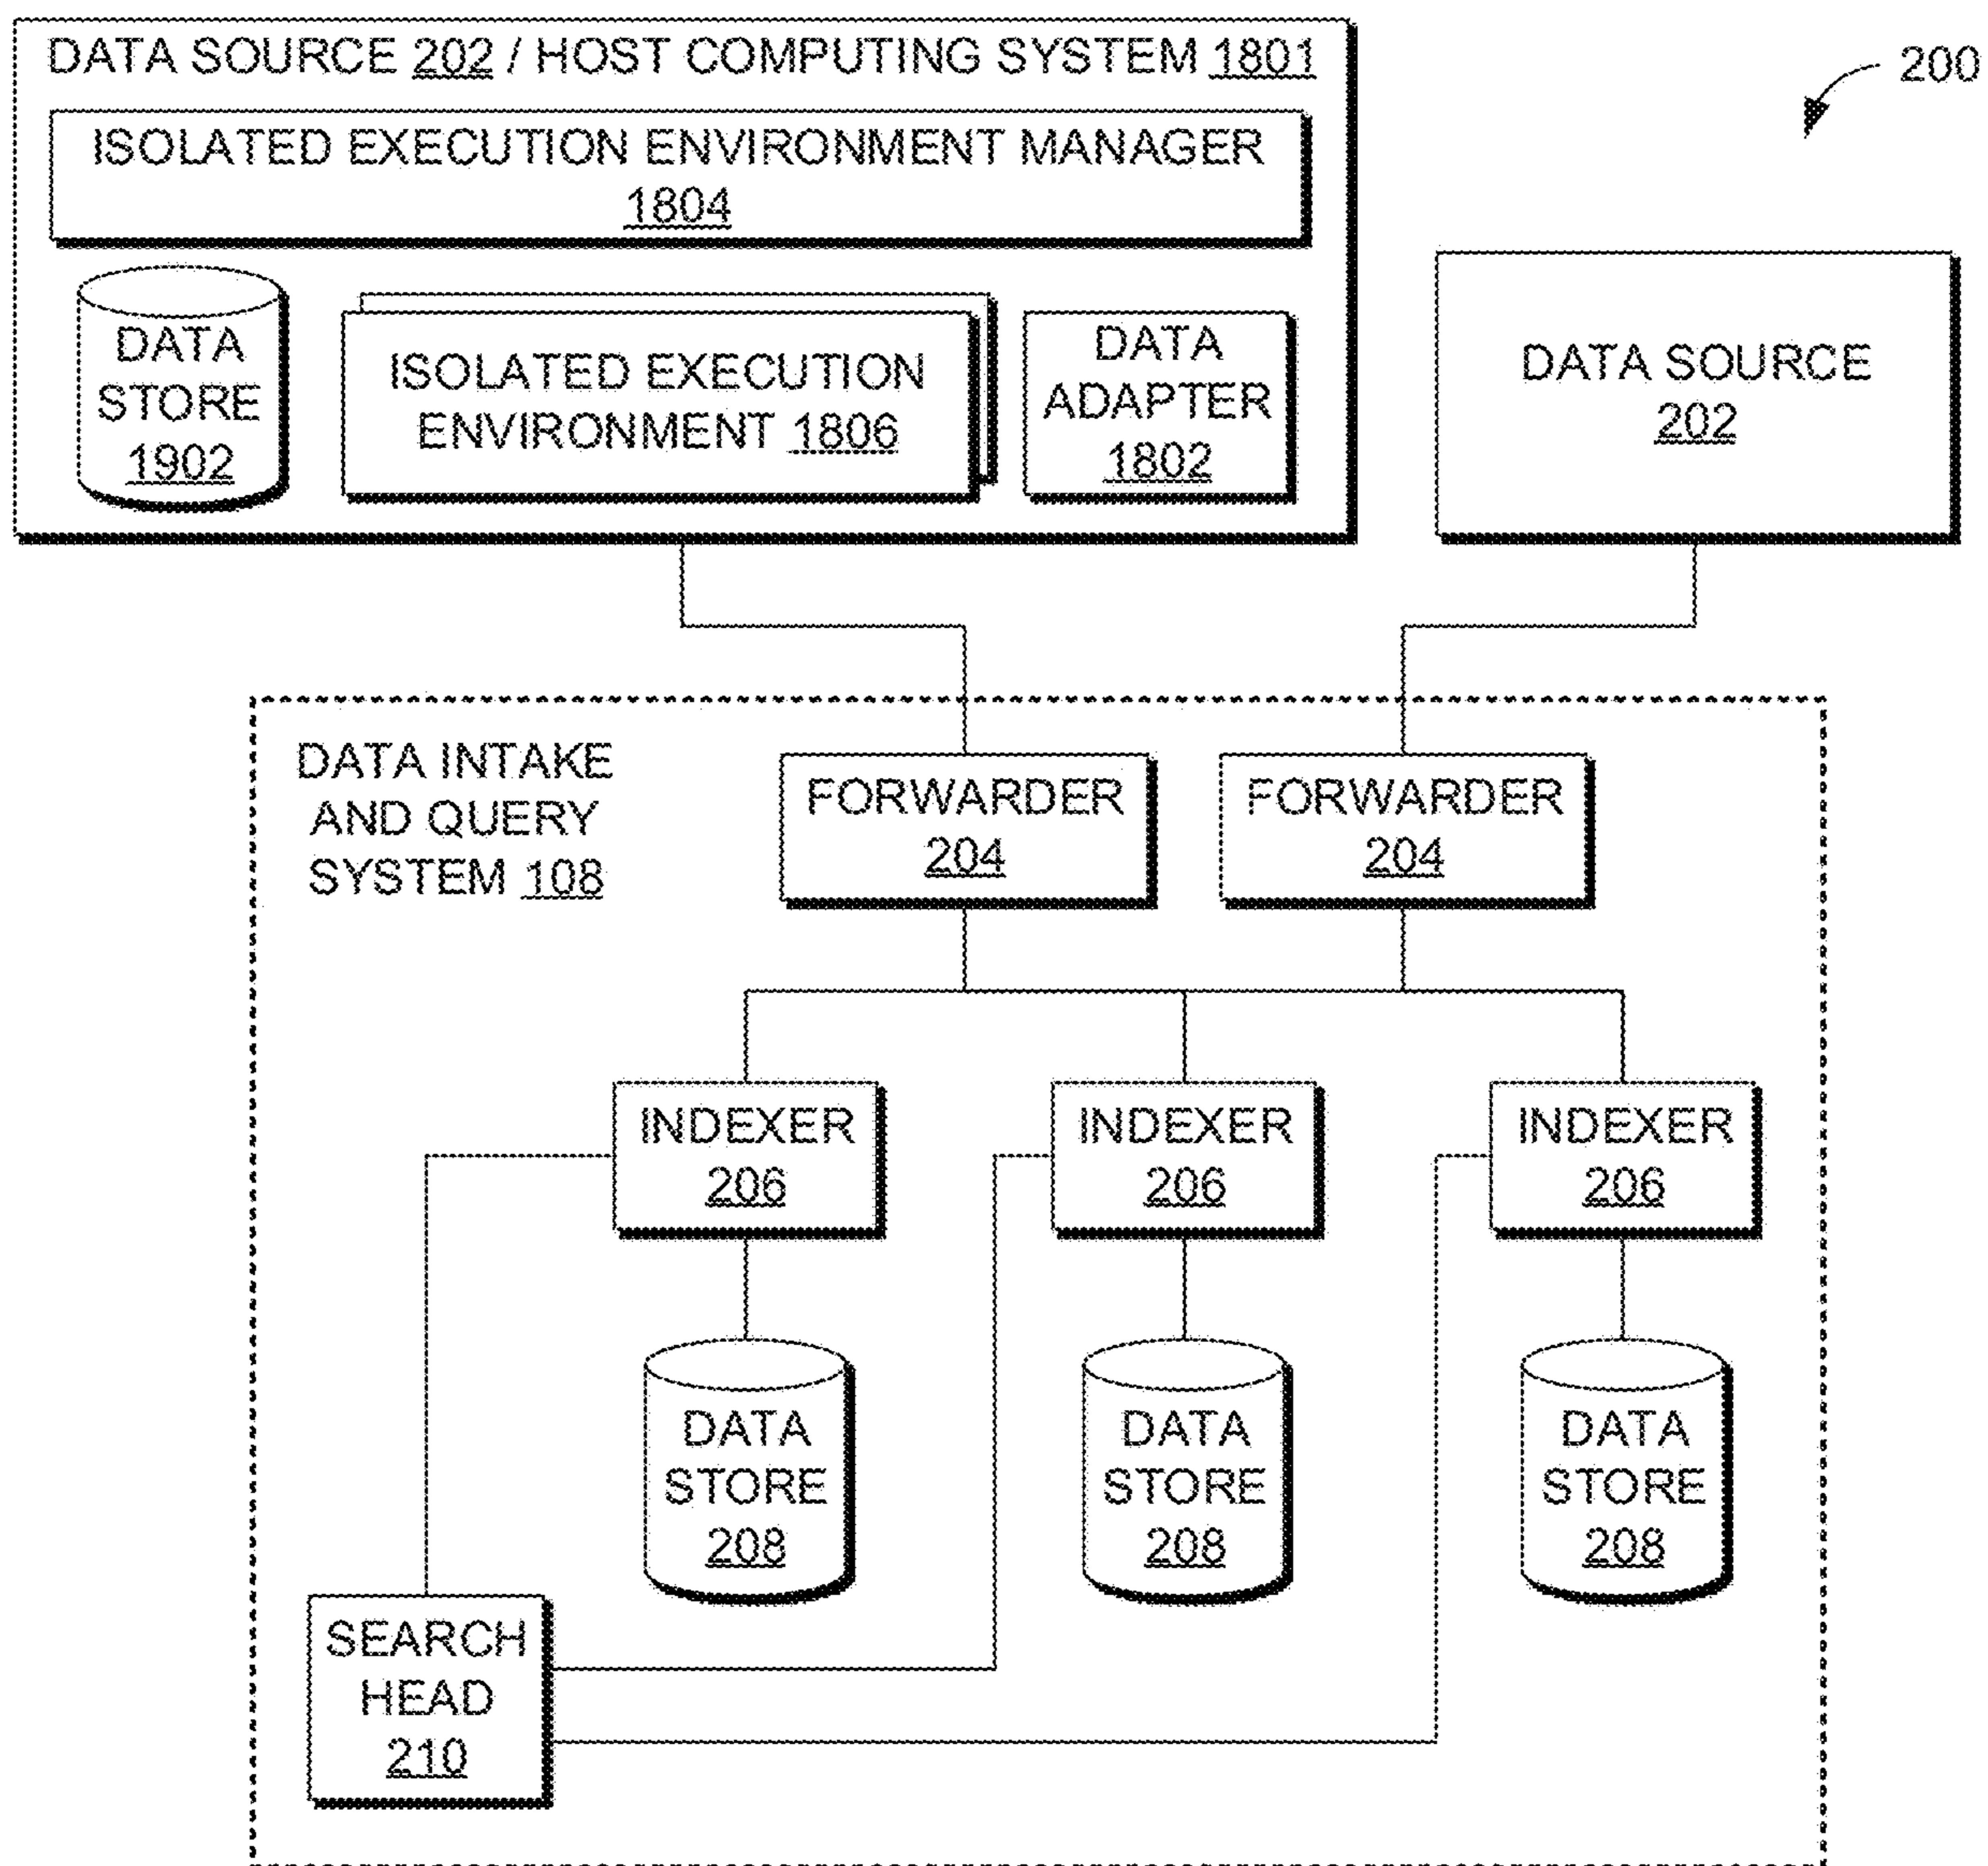 DATA SOURCE 202 / HOST COMPUTING SYSTEM 1801
200
ISOLATED EXECUTION ENVIRONMENT MANAGER
1804
DATA
STORE
1902
ISOLATED EXECUTION
ENVIRONMENT 1806
DATA
ADAPTER
1802
DATA SOURCE
202
DATA INTAKE
AND QUERY
SYSTEM 108
FORWARDER
204
FORWARDER
204
INDEXER
206
INDEXER
206
INDEXER
206
DATA
STORE
208
DATA
STORE
208
DATA
STORE
208
SEARCH
HEAD
210